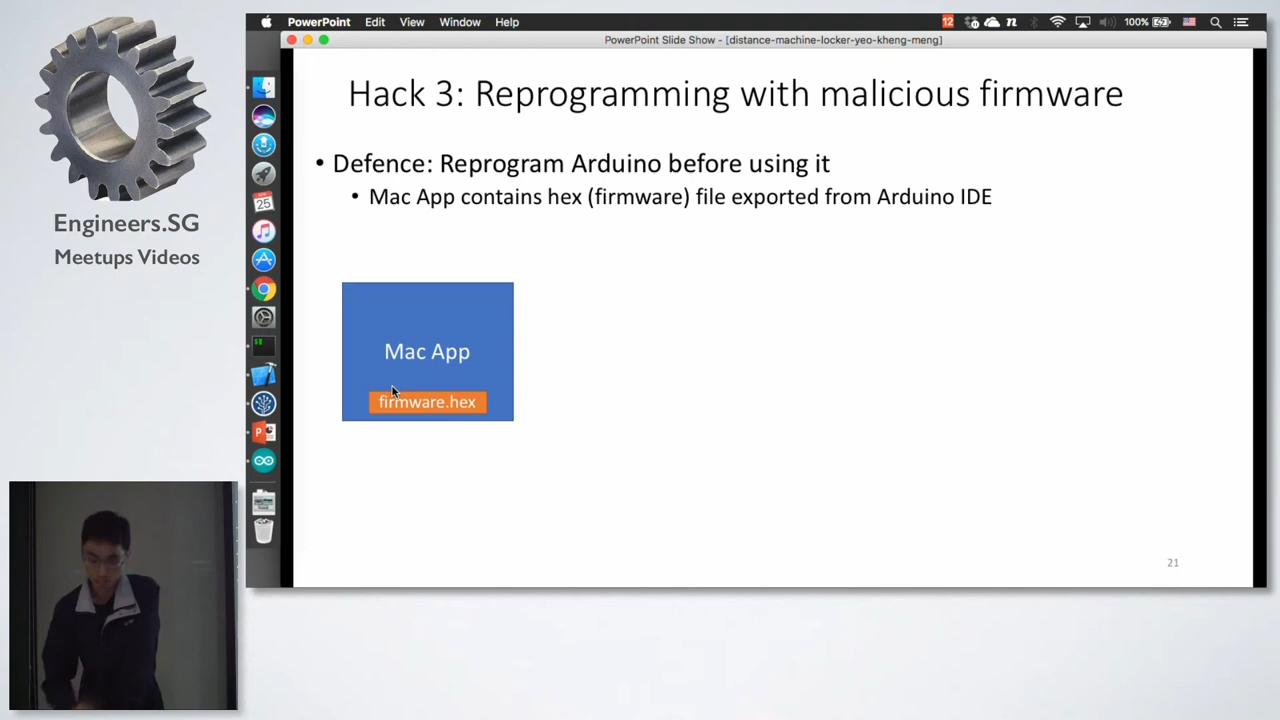 PowerPoint Edit View Window Help
12
100%
PowerPoint Slide Show - [distance-machine-locker-yeo-kheng-meng]
Hack 3: Reprogramming with malicious firmware
• Defence: Reprogram Arduino before using it
• Mac App contains hex (firmware) file exported from Arduino IDE
25
Mac App
firmware.hex
21
Engineers.SG
Meetups Videos